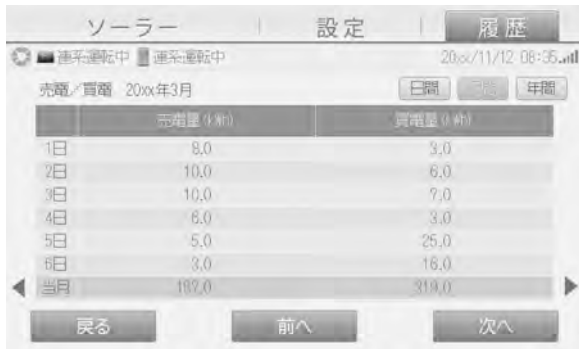 ソーラー 設定 履歴
連系運転中 連系運転中 20xx/11/12 08:35
売電／買電 20xx年3月 日間 月間 年間
売電量(kWh) 買電量(kWh)
1日 8.0 3.0
2日 10.0 6.0
3日 10.0 7.0
4日 6.0 3.0
5日 5.0 25.0
6日 3.0 16.0
当月 187.0 319.0
戻る 前へ 次へ